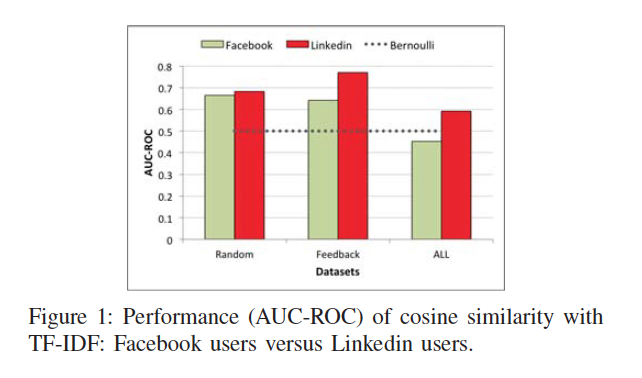 Facebook Linkedin Bernoulli
0.8
0.7
0.6
0.5
0.4
0.3
0.2
0.1
0
AUC-ROC
Random Feedback ALL
Datasets
Figure 1: Performance (AUC-ROC) of cosine similarity with
TF-IDF: Facebook users versus Linkedin users.